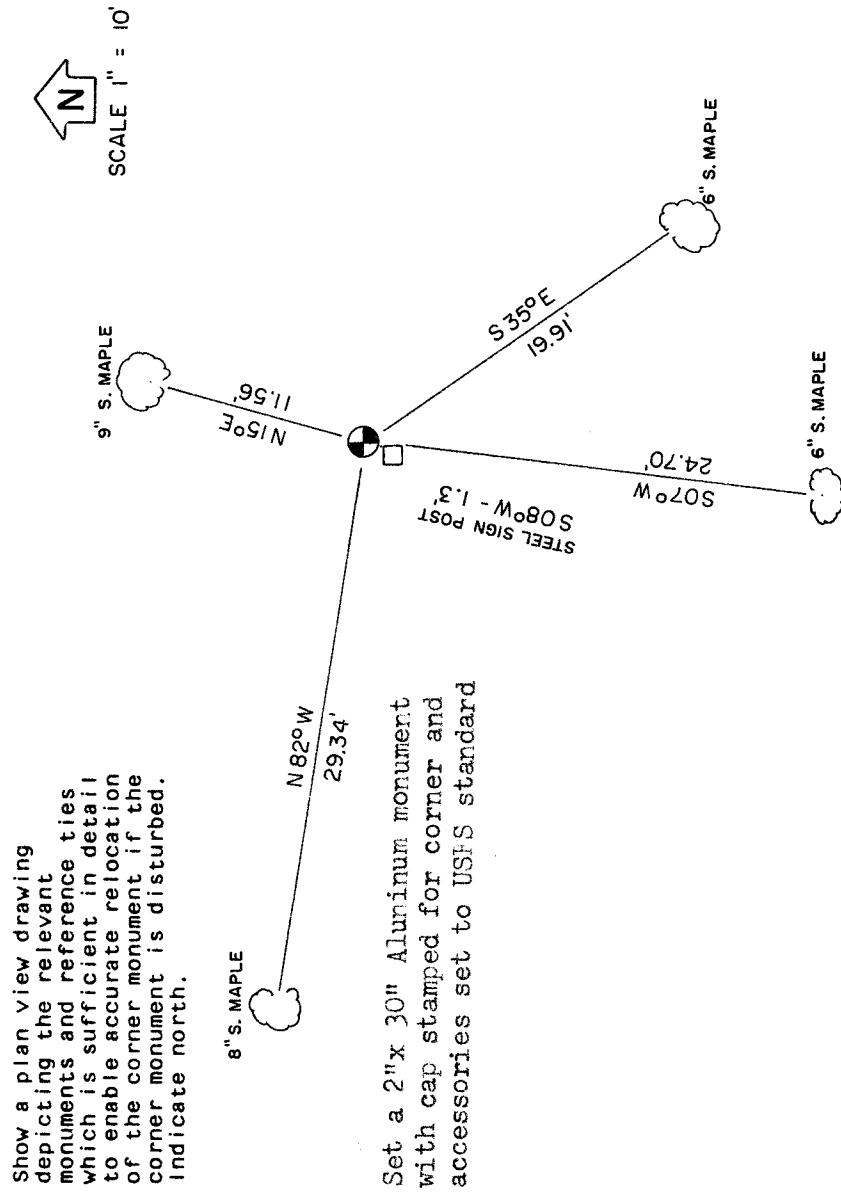 Show a plan view drawing
depicting the relevant
monuments and reference ties
which is sufficient in detail
to enable accurate relocation
of the corner monument if the
corner monument is disturbed.
Indicate north.
N
SCALE 1" = 10'
9" S. MAPLE
N15°E
11.56'
8" S. MAPLE
N82°W
29.34'
S35°E
19.91'
6" S. MAPLE
STEEL SIGN POST
S08°W - 1.3'
S07°W
24.70'
6" S. MAPLE
Set a 2"x 30" Aluninum monument
with cap stamped for corner and
accessories set to USFS standard